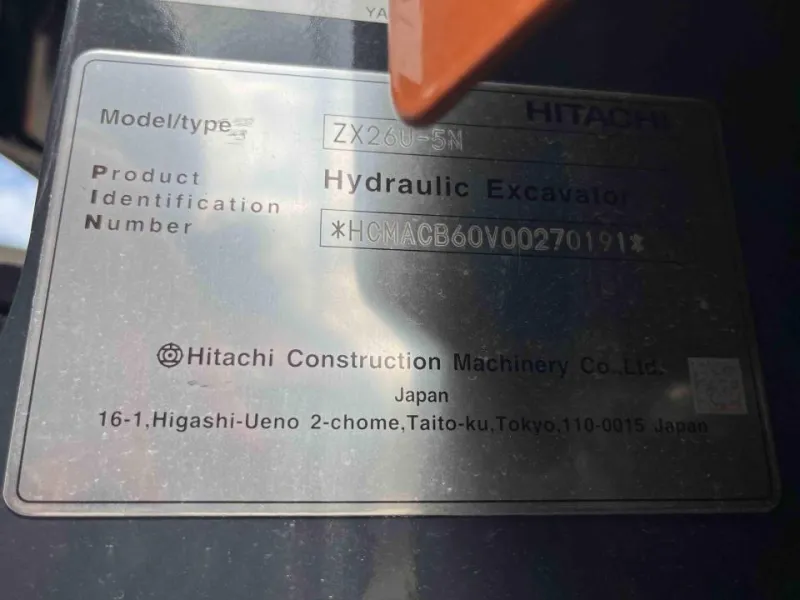 YA
HITACHI
Model/type ZX26U-5N
Hydraulic Excavator
Product
Identification
Number *HCMACB60V00270191*
Hitachi Construction Machinery Co.,Ltd.
Japan
16-1,Higashi-Ueno 2-chome,Taito-ku,Tokyo,110-0015 Japan